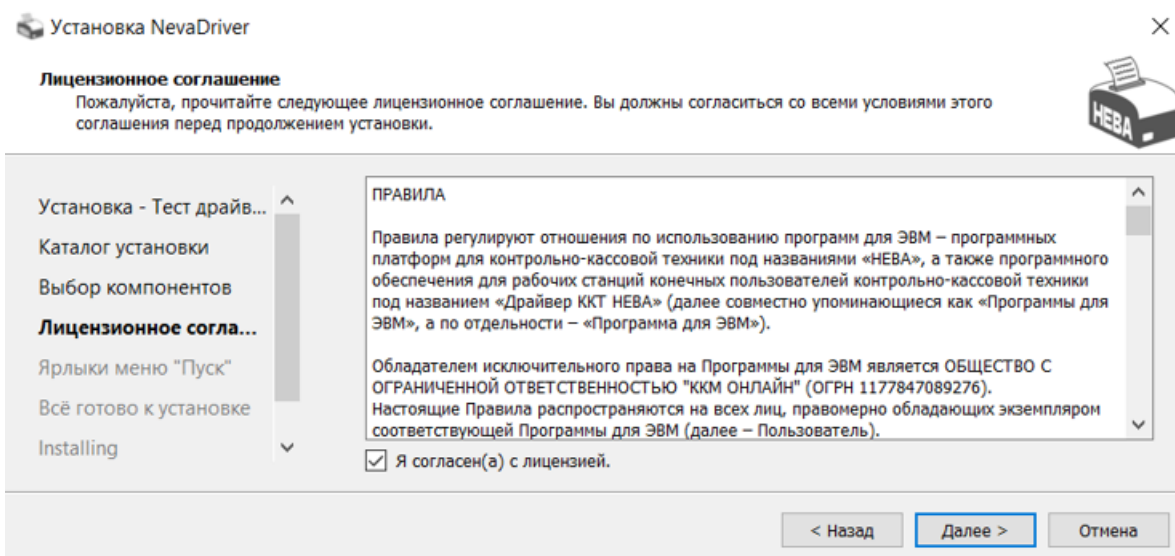 Установка NevaDriver
Лицензионное соглашение
Пожалуйста, прочитайте следующее лицензионное соглашение. Вы должны согласиться со всеми условиями этого
соглашения перед продолжением установки.
НЕВА
Установка - Тест драйв...
Каталог установки
Выбор компонентов
Лицензионное согла...
Ярлыки меню "Пуск"
Всё готово к установке
Installing
ПРАВИЛА
Правила регулируют отношения по использованию программ для ЭВМ – программных
платформ для контрольно-кассовой техники под названиями «НЕВА», а также программного
обеспечения для рабочих станций конечных пользователей контрольно-кассовой техники
под названием «Драйвер ККТ НЕВА» (далее совместно упоминающиеся как «Программы для
ЭВМ», а по отдельности – «Программа для ЭВМ»).
Обладателем исключительного права на Программы для ЭВМ является ОБЩЕСТВО С
ОГРАНИЧЕННОЙ ОТВЕТСТВЕННОСТЬЮ "ККМ ОНЛАЙН" (ОГРН 1177847089276).
Настоящие Правила распространяются на всех лиц, правомерно обладающих экземпляром
соответствующей Программы для ЭВМ (далее – Пользователь).
Я согласен(а) с лицензией.
< Назад
Далее >
Отмена